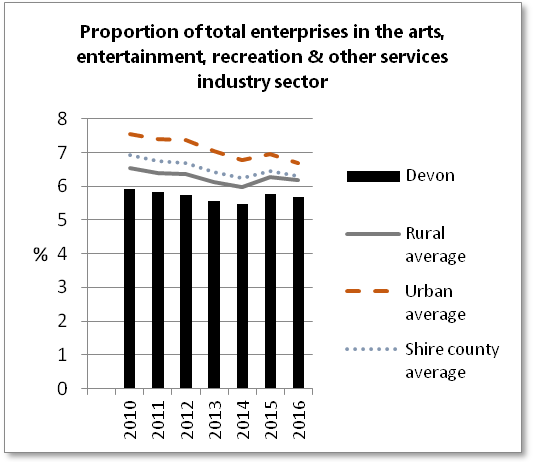 Proportion of total enterprises in the arts,
entertainment, recreation & other services
industry sector
8
7
6
5
% 4
3
2
1
0
2010 2011 2012 2013 2014 2015 2016
Devon
Rural
average
Urban
average
Shire county
average